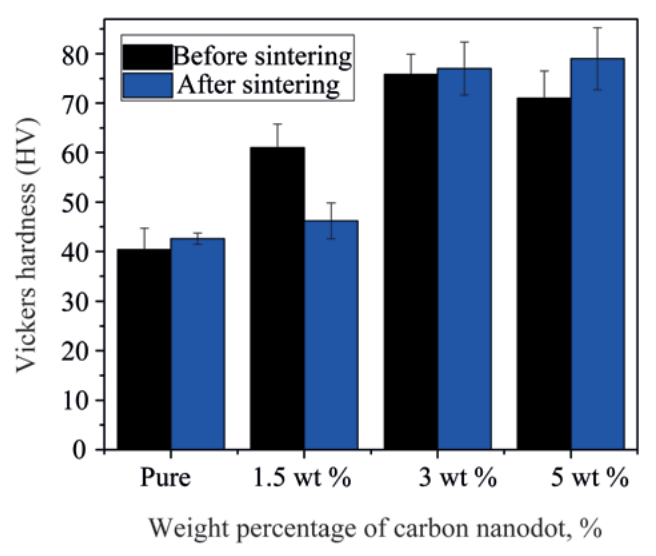 80
70
60
50
40
30
20
10
0
Vickers hardness (HV)
Before sintering
After sintering
Pure 1.5 wt % 3 wt % 5 wt %
Weight percentage of carbon nanodot, %